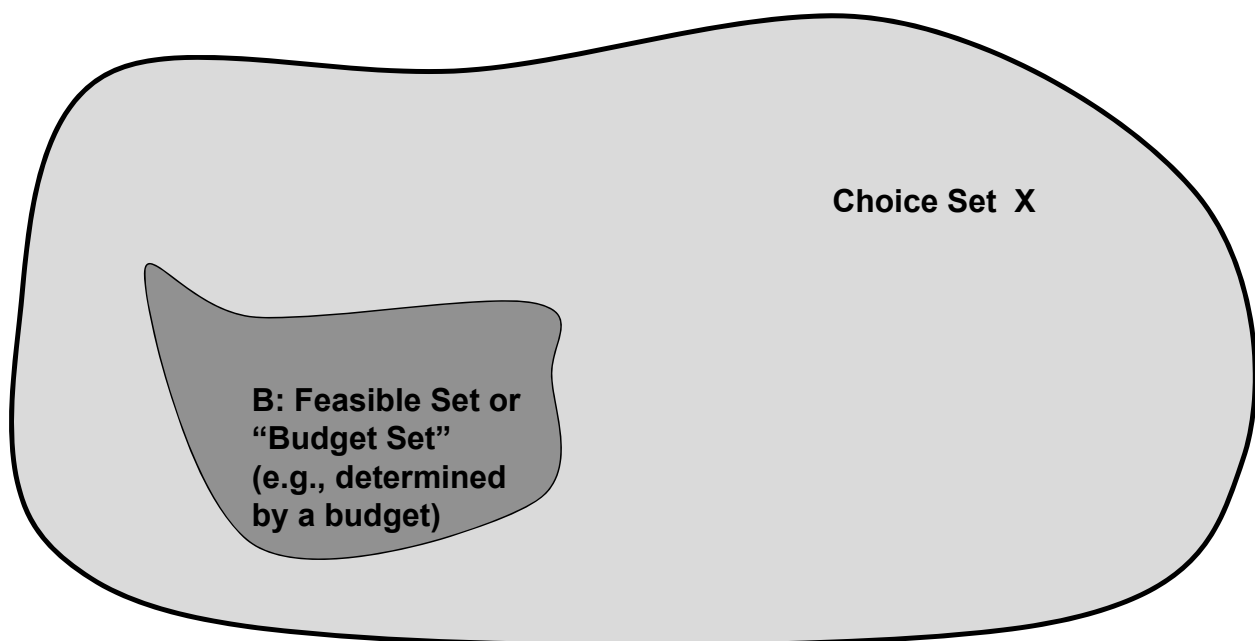 Choice Set X
B: Feasible Set or
“Budget Set”
(e.g., determined
by a budget)